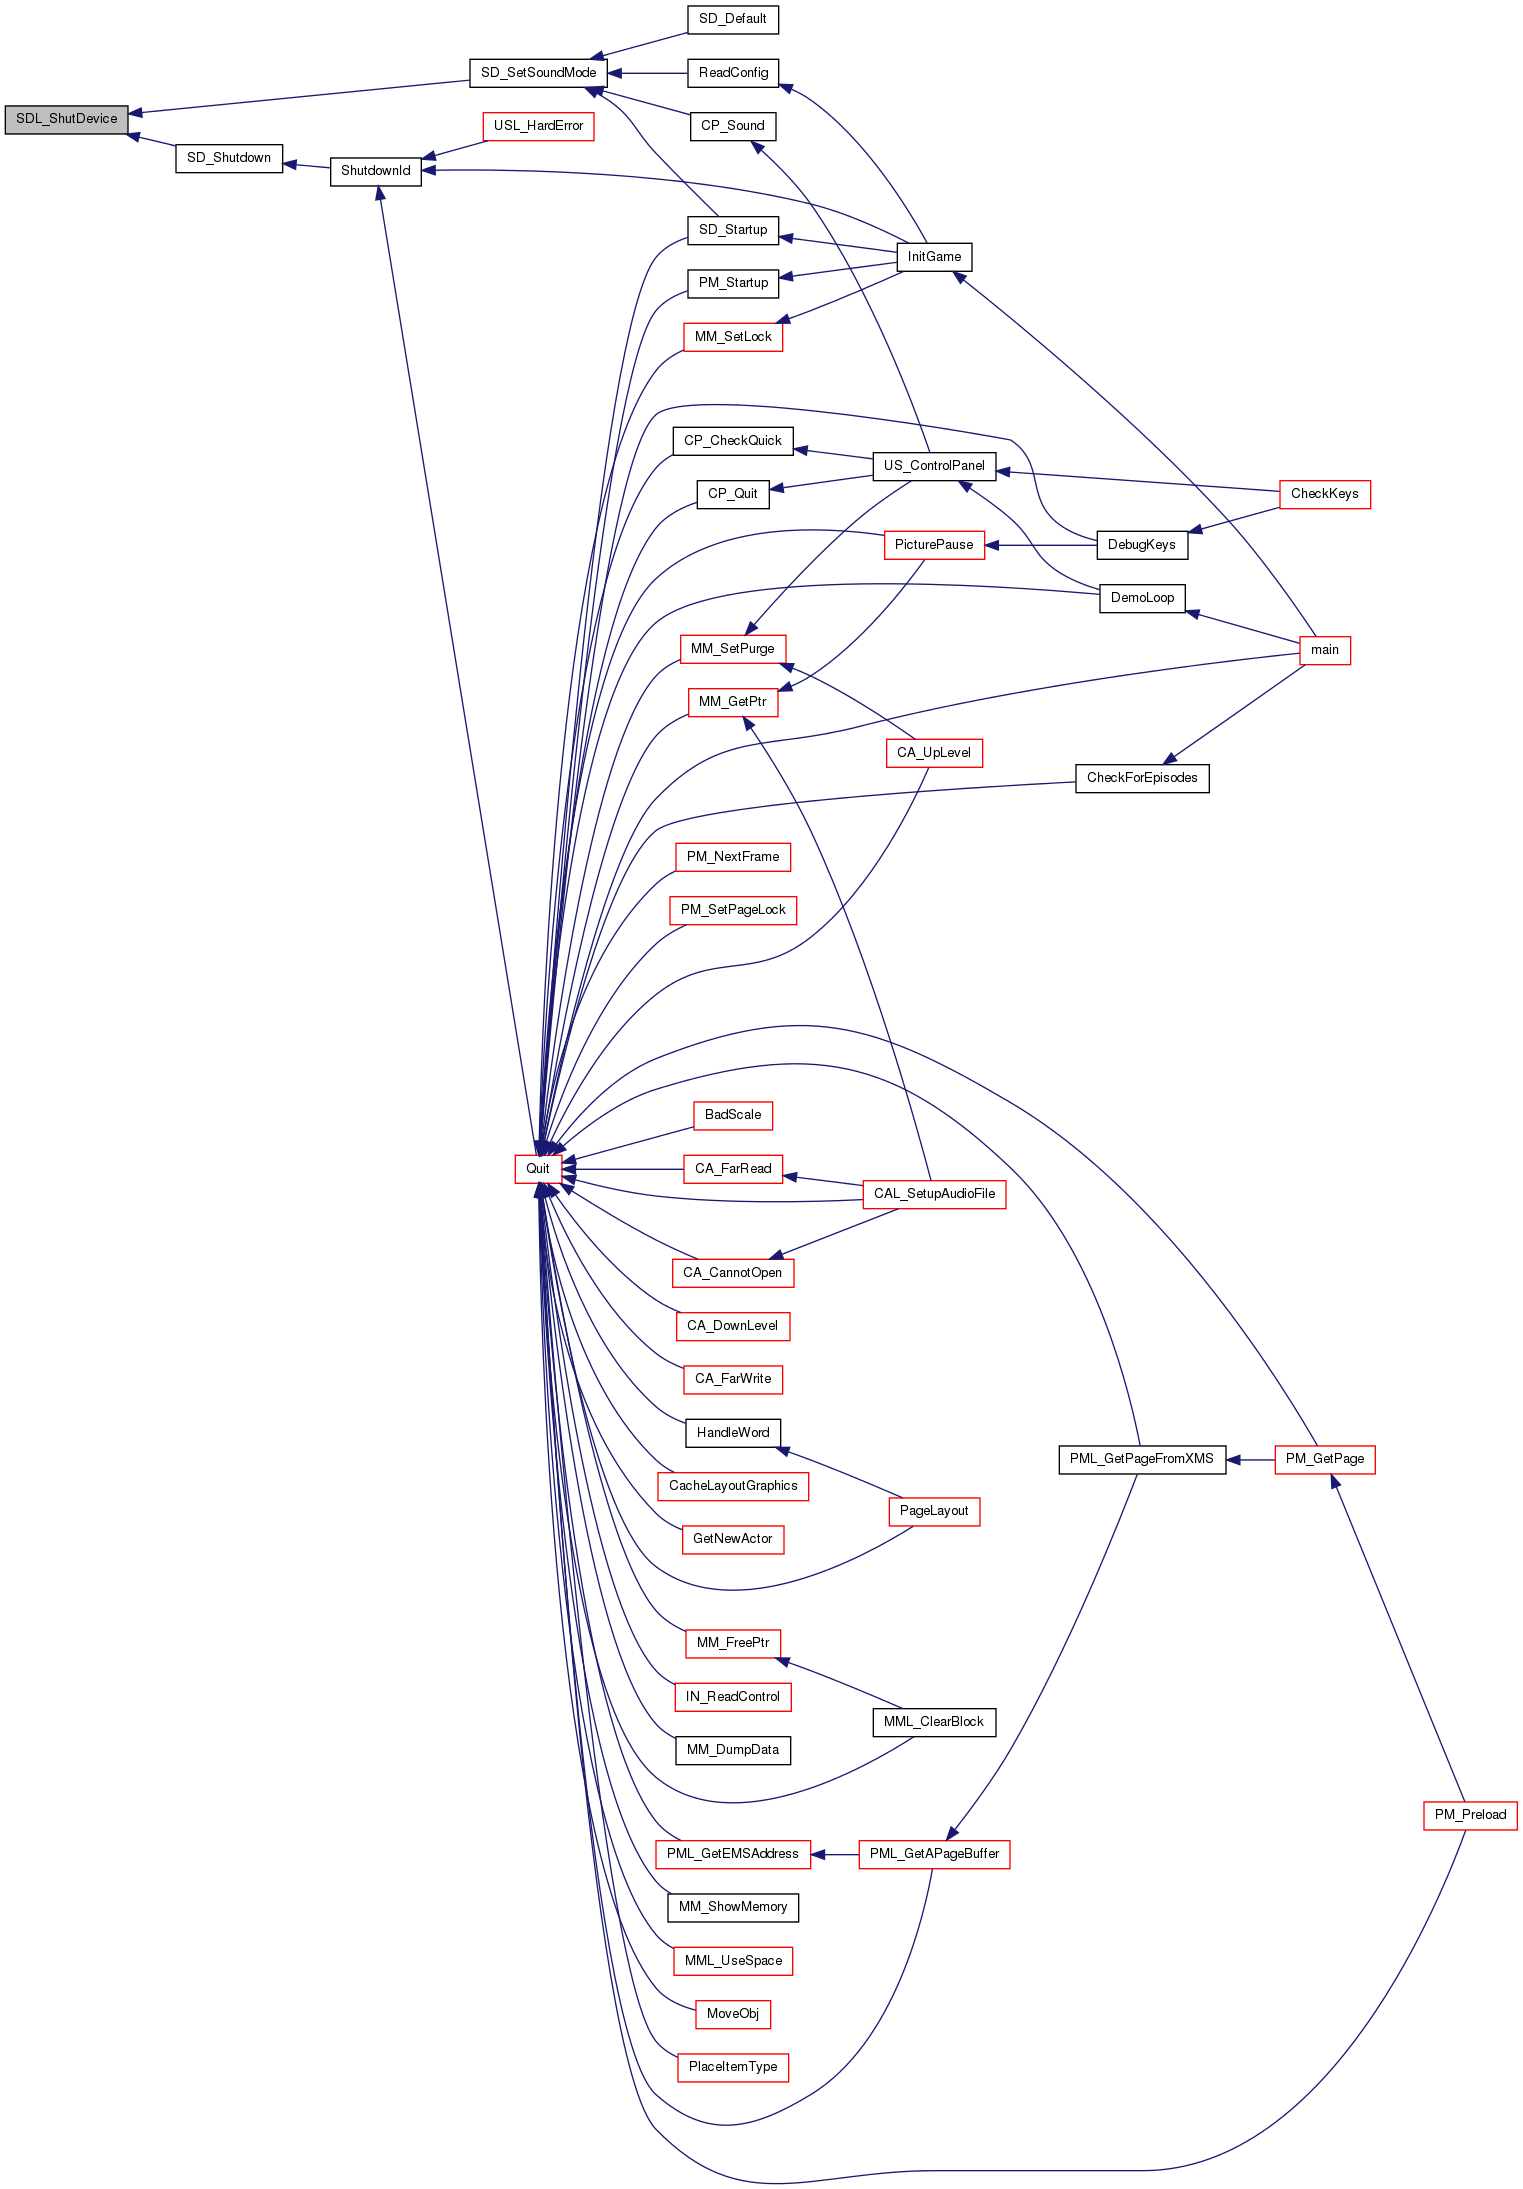 SD_Default
SD_SetSoundMode
ReadConfig
SDL_ShutDevice
USL_HardError
CP_Sound
SD_Shutdown
ShutdownId
SD_Startup
InitGame
PM_Startup
MM_SetLock
CP_CheckQuick
US_ControlPanel
CP_Quit
CheckKeys
PicturePause
DebugKeys
DemoLoop
MM_SetPurge
main
MM_GetPtr
CA_UpLevel
CheckForEpisodes
PM_NextFrame
PM_SetPageLock
BadScale
Quit
CA_FarRead
CAL_SetupAudioFile
CA_CannotOpen
CA_DownLevel
CA_FarWrite
HandleWord
PML_GetPageFromXMS
PM_GetPage
CacheLayoutGraphics
PageLayout
GetNewActor
MM_FreePtr
IN_ReadControl
MML_ClearBlock
MM_DumpData
PM_Preload
PML_GetEMSAddress
PML_GetAPageBuffer
MM_ShowMemory
MML_UseSpace
MoveObj
PlaceItemType